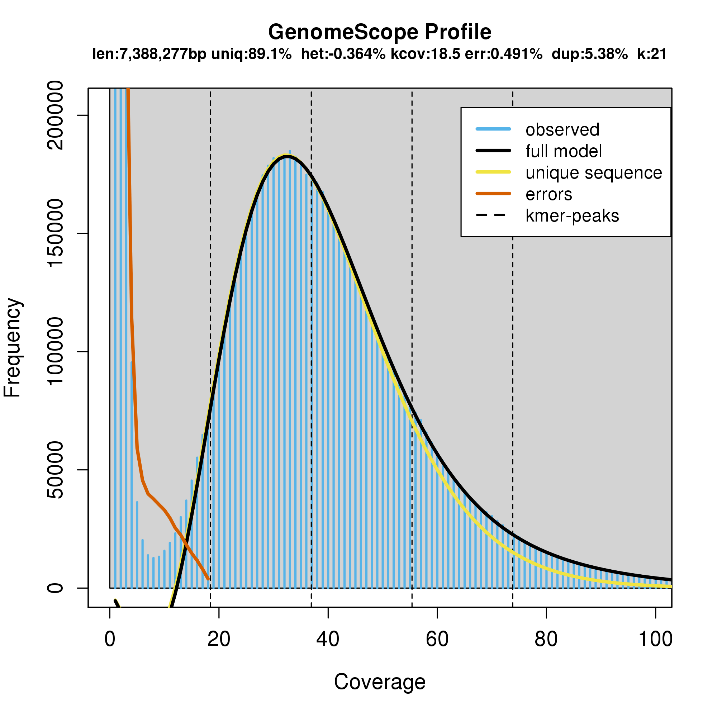 GenomeScope Profile
len:7,388,277bp uniq:89.1% het:-0.364% kcov:18.5 err:0.491% dup:5.38% k:21
observed
full model
unique sequence
errors
kmer-peaks
Frequency
200000
150000
100000
50000
0
0 20 40 60 80 100
Coverage